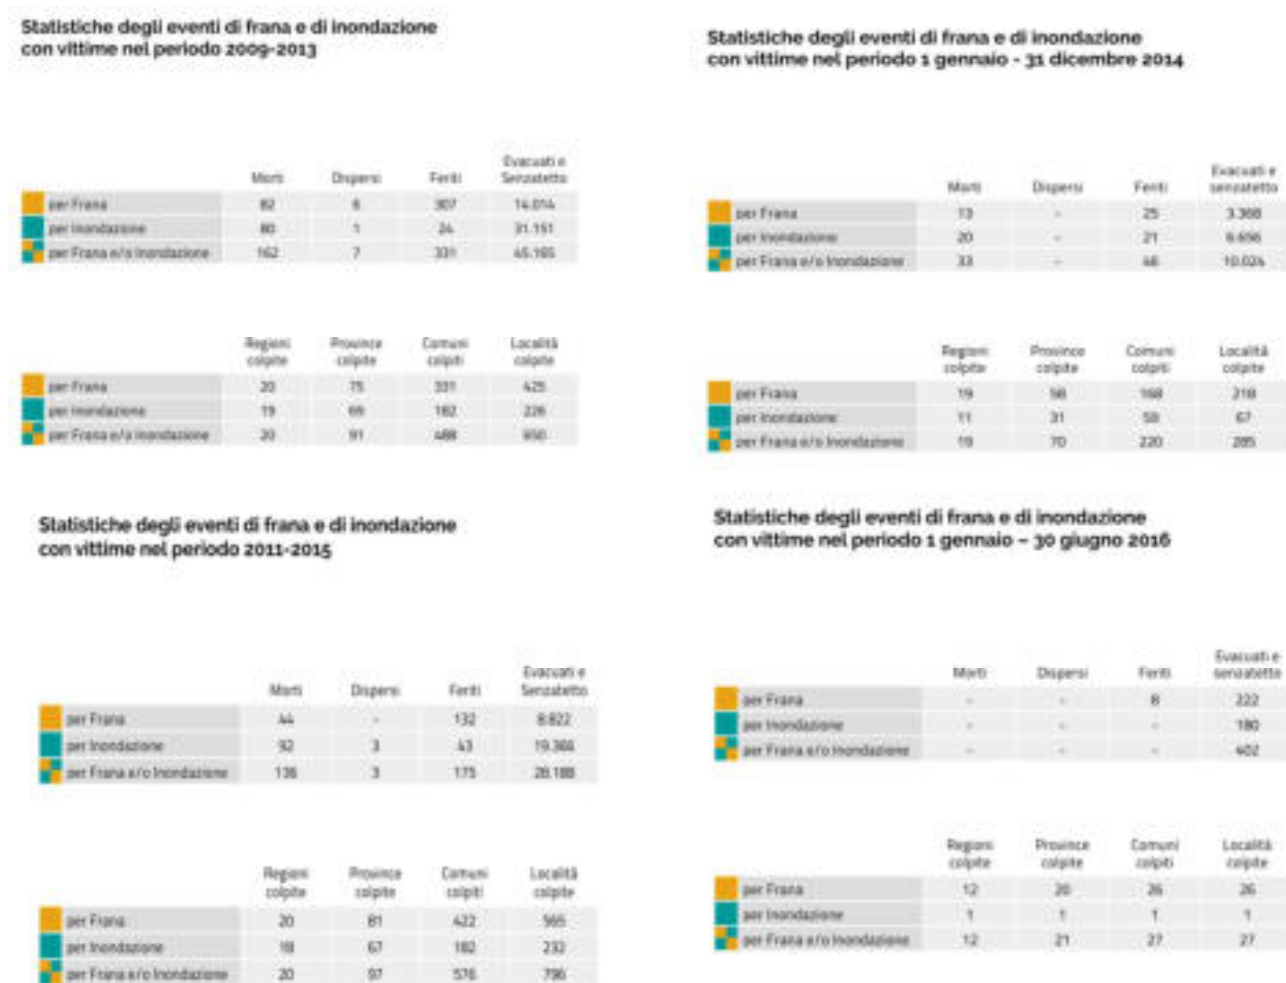 Statistiche degli eventi di frana e di inondazione
con vittime nel periodo 2009-2013
Morti Dispersi Feriti Evacuati e Senzatetto
per Frana 82 6 307 14.014
per Inondazione 80 1 24 31.151
per Frana e/o Inondazione 162 7 331 45.165
Regioni colpite Province colpite Comuni colpiti Località colpite
per Frana 20 75 331 425
per Inondazione 19 69 182 226
per Frana e/o Inondazione 20 91 488 650
Statistiche degli eventi di frana e di inondazione
con vittime nel periodo 1 gennaio - 31 dicembre 2014
Morti Dispersi Feriti Evacuati e senzatetto
per Frana 13 - 25
per Inondazione 20 - 21
per Frana e/o Inondazione 33 - 46 10.024
Regioni colpite Province colpite Comuni colpiti Località colpite
per Frana 19 58 168 218
per Inondazione 11 31 67
per Frana e/o Inondazione 19 70 220 285
Statistiche degli eventi di frana e di inondazione
con vittime nel periodo 2011-2015
Morti Dispersi Feriti Evacuati e Senzatetto
per Frana 44 - 132 8.822
per Inondazione 92 3 43 19.366
per Frana e/o Inondazione 136 3 175 28.188
Regioni colpite Province colpite Comuni colpiti Località colpite
per Frana 20 81 422 565
per Inondazione 18 67 182 232
per Frana e/o Inondazione 20 97 576 796
Statistiche degli eventi di frana e di inondazione
con vittime nel periodo 1 gennaio – 30 giugno 2016
Morti Dispersi Feriti Evacuati e senzatetto
per Frana - - 8 222
per Inondazione - - - 180
per Frana e/o Inondazione - - - 402
Regioni colpite Province colpite Comuni colpiti Località colpite
per Frana 12 20 26 26
per Inondazione 1 1 1 1
per Frana e/o Inondazione 12 21 27 27